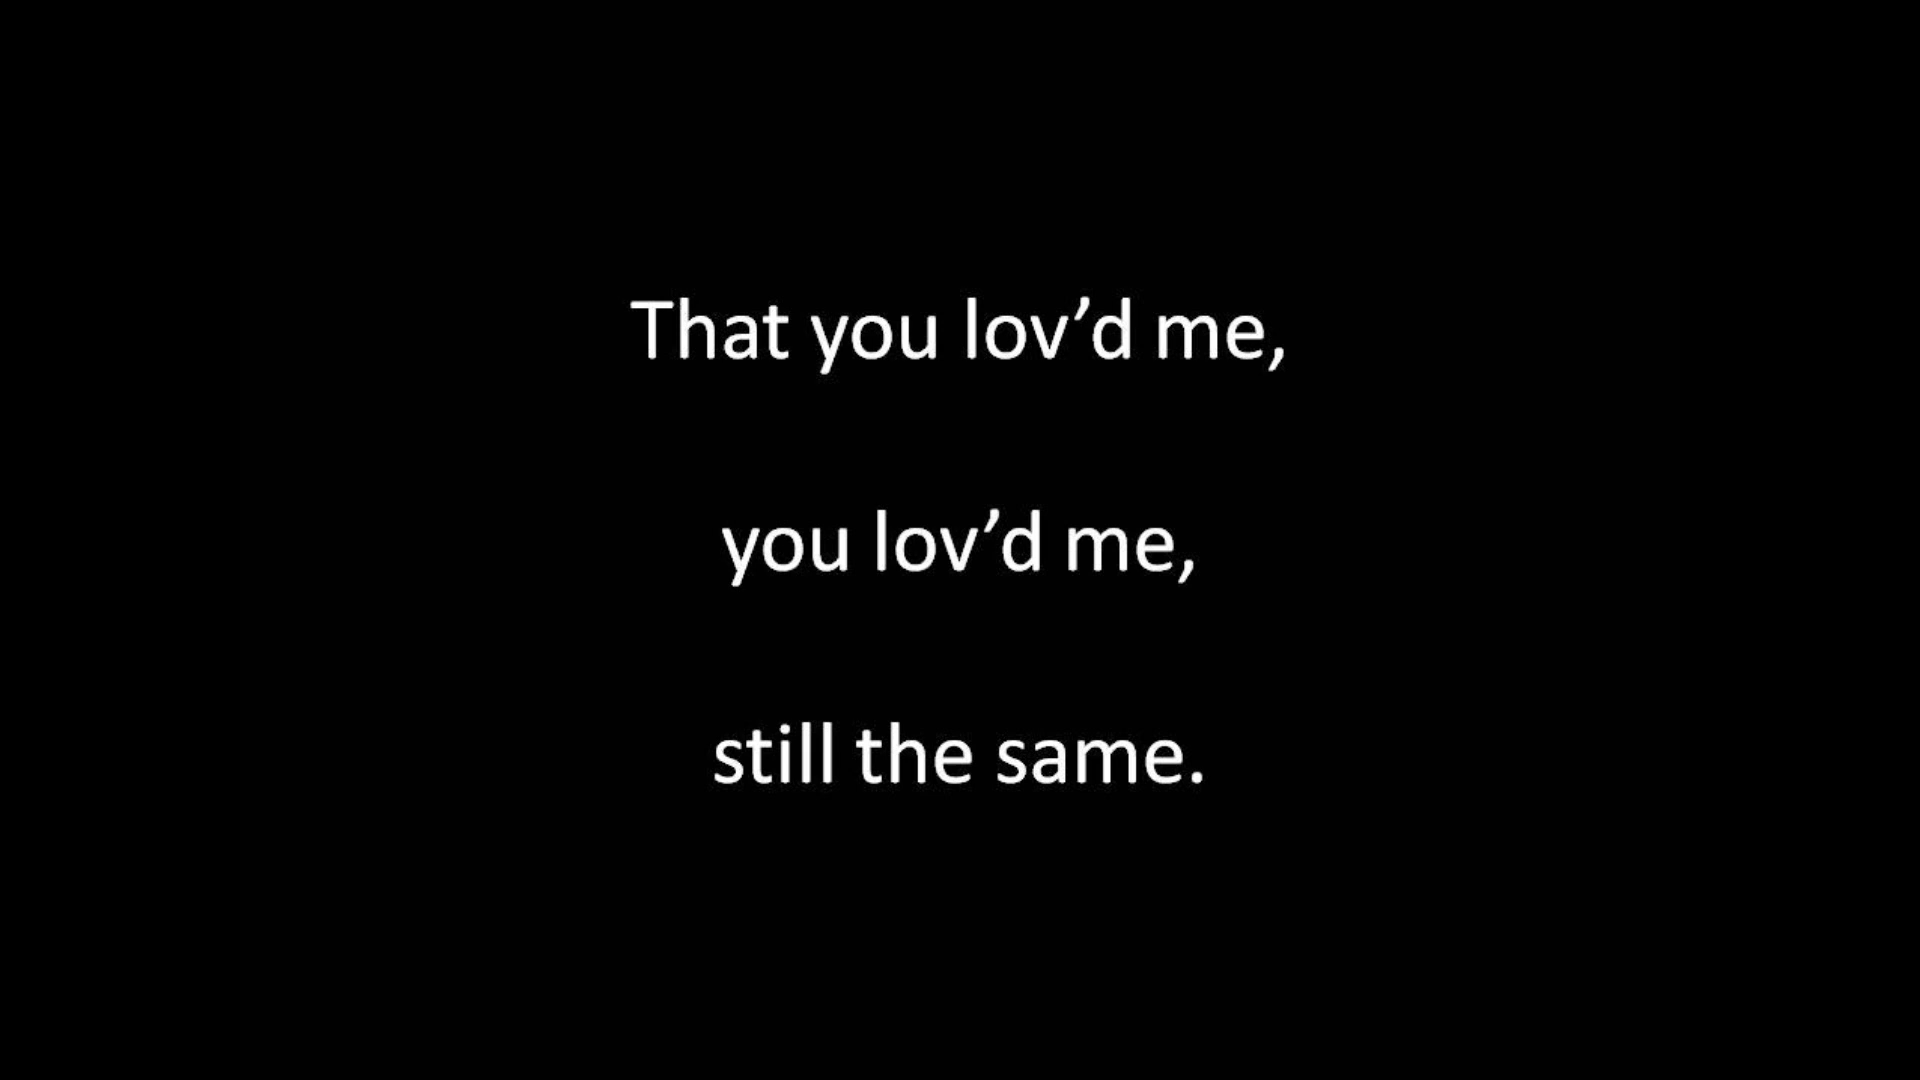 That you lov’d me,
you lov’d me,
still the same.